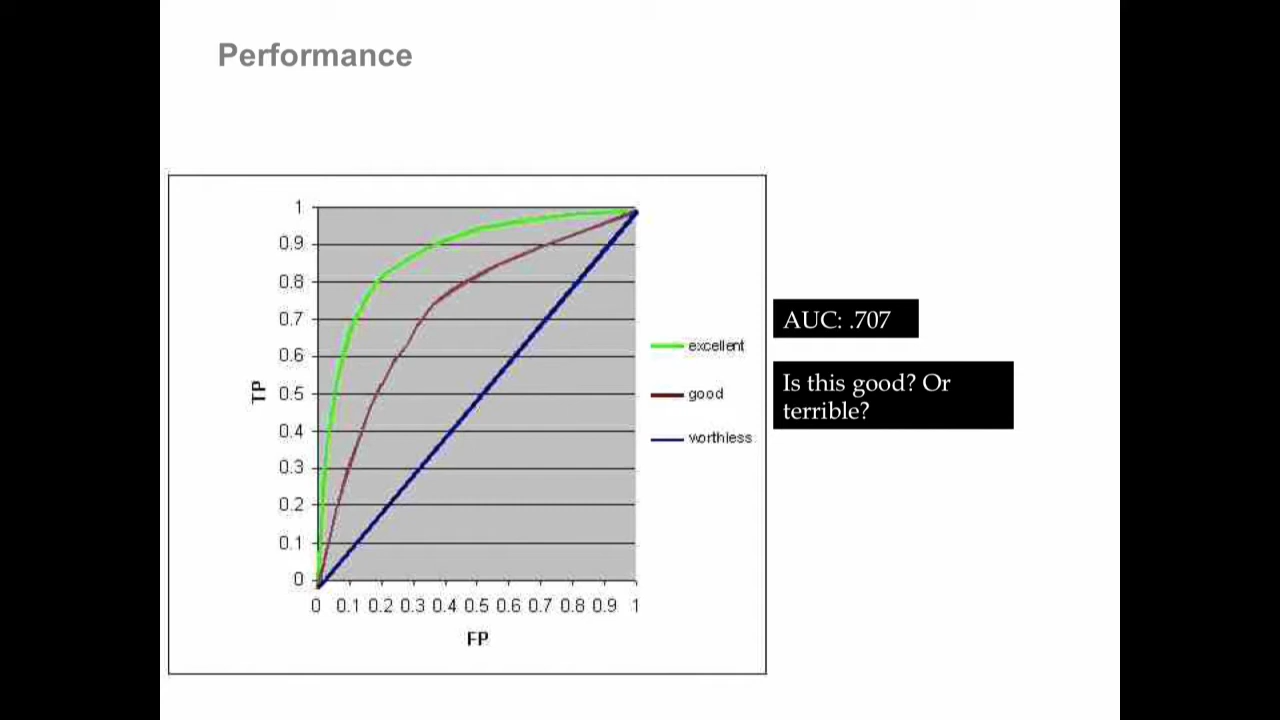 Performance
1
0.9
0.8
0.7
0.6
0.5
0.4
0.3
0.2
0.1
0
TP
0 0.1 0.2 0.3 0.4 0.5 0.6 0.7 0.8 0.9 1
FP
excellent
good
worthless
AUC: .707
Is this good? Or
terrible?